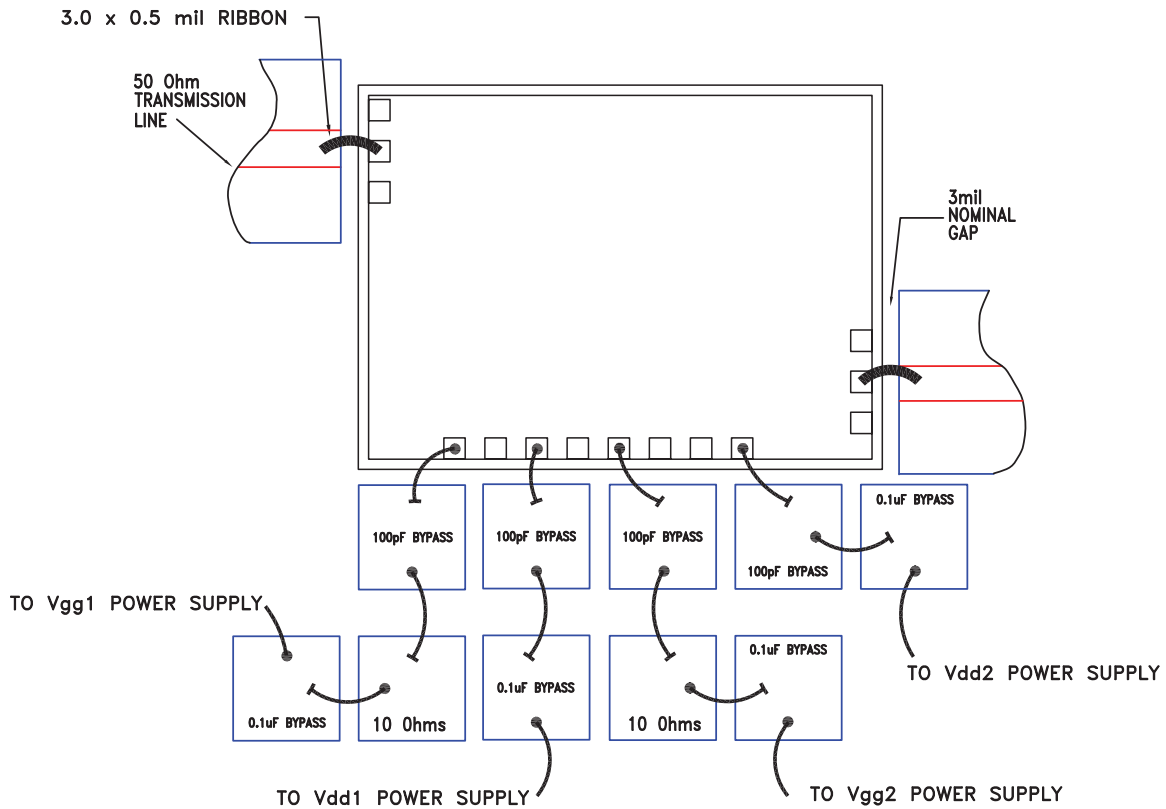 3.0 x 0.5 mil RIBBON
50 Ohm
TRANSMISSION
LINE
3mil
NOMINAL
GAP
100pF BYPASS
100pF BYPASS
100pF BYPASS
100pF BYPASS
0.1uF BYPASS
TO Vgg1 POWER SUPPLY
0.1uF BYPASS
10 Ohms
0.1uF BYPASS
10 Ohms
0.1uF BYPASS
TO Vdd2 POWER SUPPLY
TO Vdd1 POWER SUPPLY
TO Vgg2 POWER SUPPLY